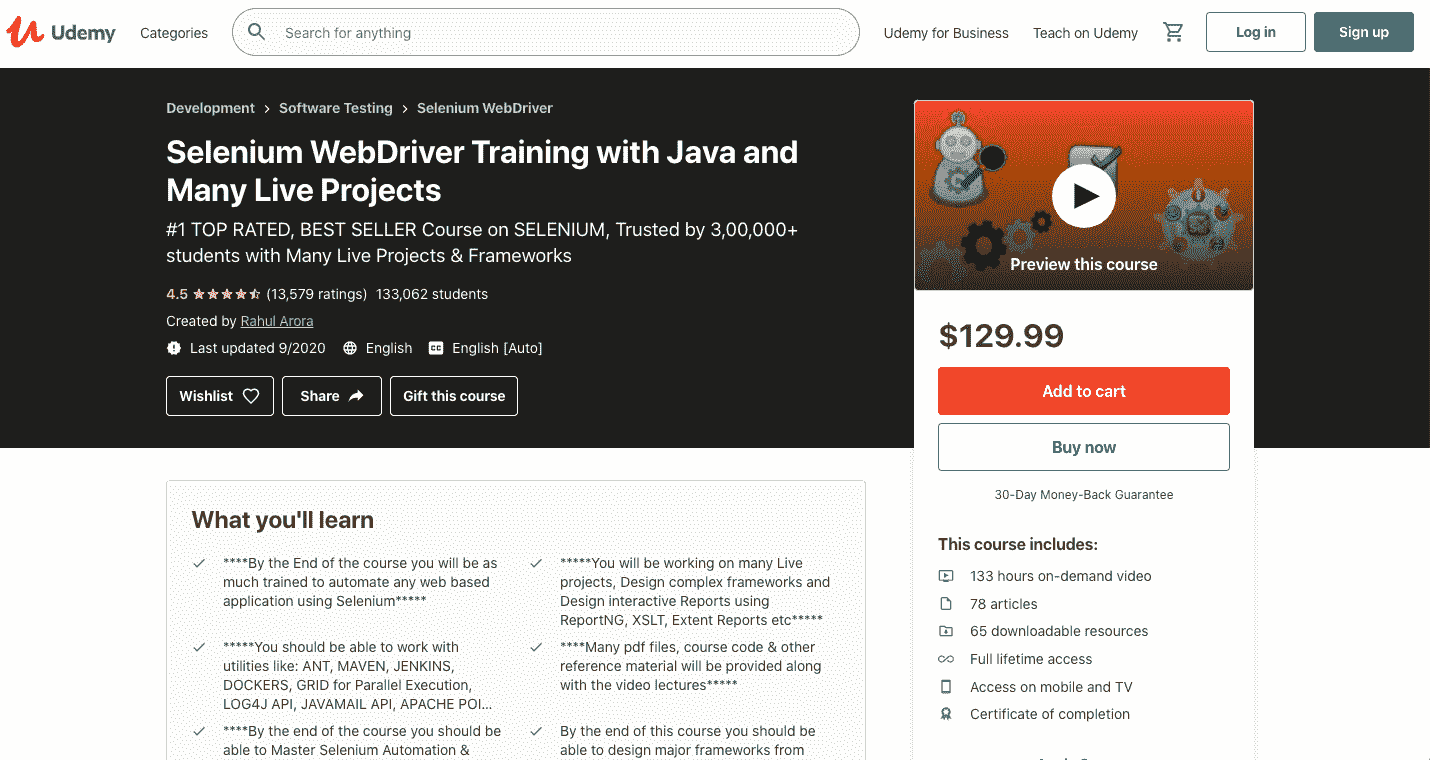 Udemy
Categories
Search for anything
Udemy for Business
Teach on Udemy
Log in
Sign up
Development > Software Testing > Selenium WebDriver
Selenium WebDriver Training with Java and
Many Live Projects
#1 TOP RATED, BEST SELLER Course on SELENIUM, Trusted by 3,00,000+
students with Many Live Projects & Frameworks
4.5 (13,579 ratings) 133,062 students
Created by Rahul Arora
Last updated 9/2020 English CC English [Auto]
Wishlist
Share
Gift this course
Preview this course
$129.99
Add to cart
Buy now
30-Day Money-Back Guarantee
This course includes:
133 hours on-demand video
78 articles
65 downloadable resources
Full lifetime access
Access on mobile and TV
Certificate of completion
What you'll learn
****By the End of the course you will be as
much trained to automate any web based
application using Selenium*****
*****You will be working on many Live
projects, Design complex frameworks and
Design interactive Reports using
ReportNG, XSLT, Extent Reports etc*****
*****You should be able to work with
utilities like: ANT, MAVEN, JENKINS,
DOCKERS, GRID for Parallel Execution,
LOG4J API, JAVAMAIL API, APACHE POI...
****Many pdf files, course code & other
reference material will be provided along
with the video lectures*****
****By the end of the course you should be
able to Master Selenium Automation &
By the end of this course you should be
able to design major frameworks from